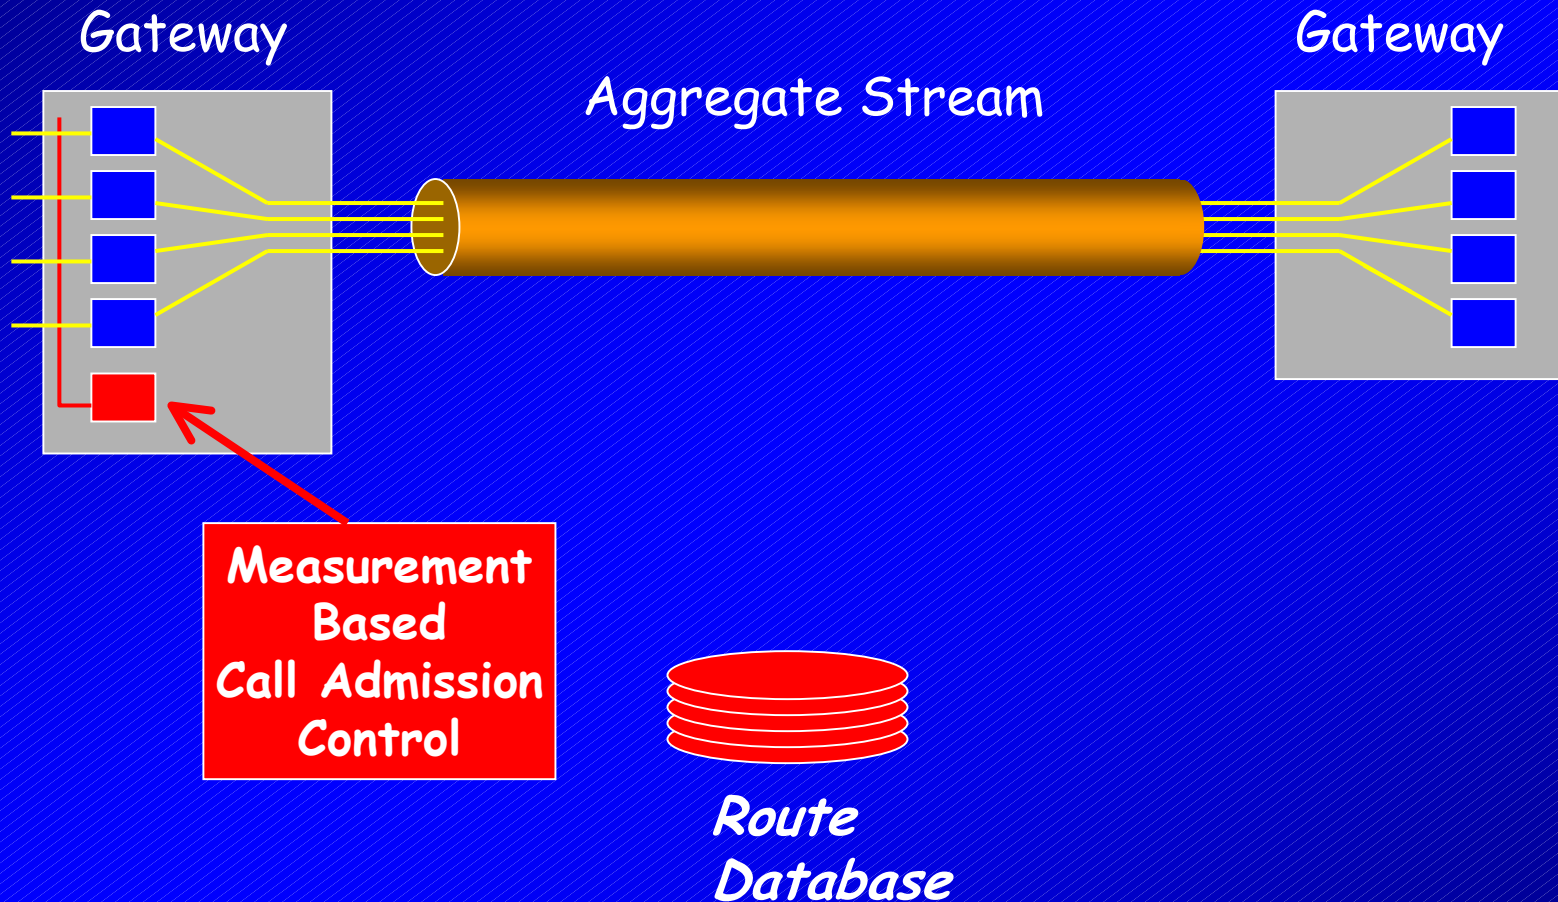 Gateway
Gateway
Aggregate Stream
Measurement
Based
Call Admission
Control
Route
Database